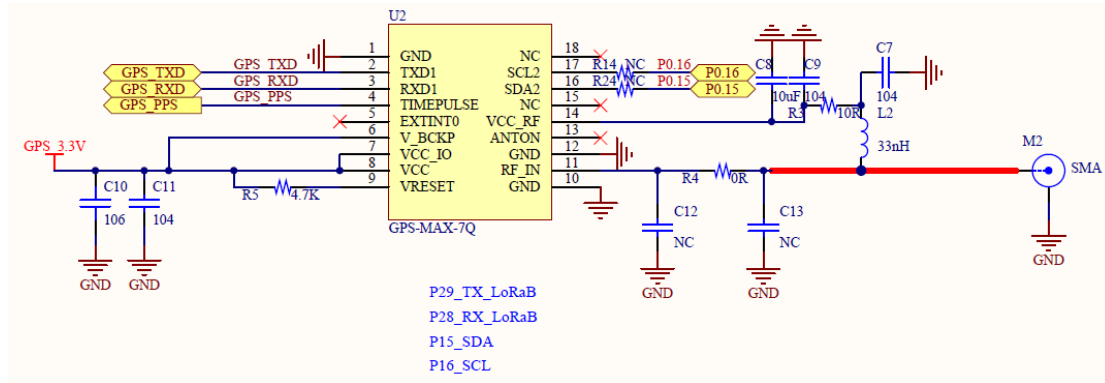 U2
1 GND NC 18
GPS_TXD GPS_TXD 2 TXD1 SCL2 17 R14 NC P0.16 P0.16
GPS_RXD GPS_RXD 3 RXD1 SDA2 16 R24 NC P0.15 P0.15
GPS_PPS GPS_PPS 4 TIMEPULSE NC 15
5 EXTINT0 VCC_RF 14
6 V_BCKP ANTON 13
7 VCC_IO GND 12
8 VCC RF_IN 11
9 VRESET GND 10
GPS-MAX-7Q
C8
10uF
C9
104
R3
10R
C7
104
L2
33nH
M2
SMA
GPS_3.3V
C10
106
C11
104
R5 4.7K
GND
GND
R4 0R
C12
NC
C13
NC
GND
GND
GND
P29_TX_LoRaB
P28_RX_LoRaB
P15_SDA
P16_SCL